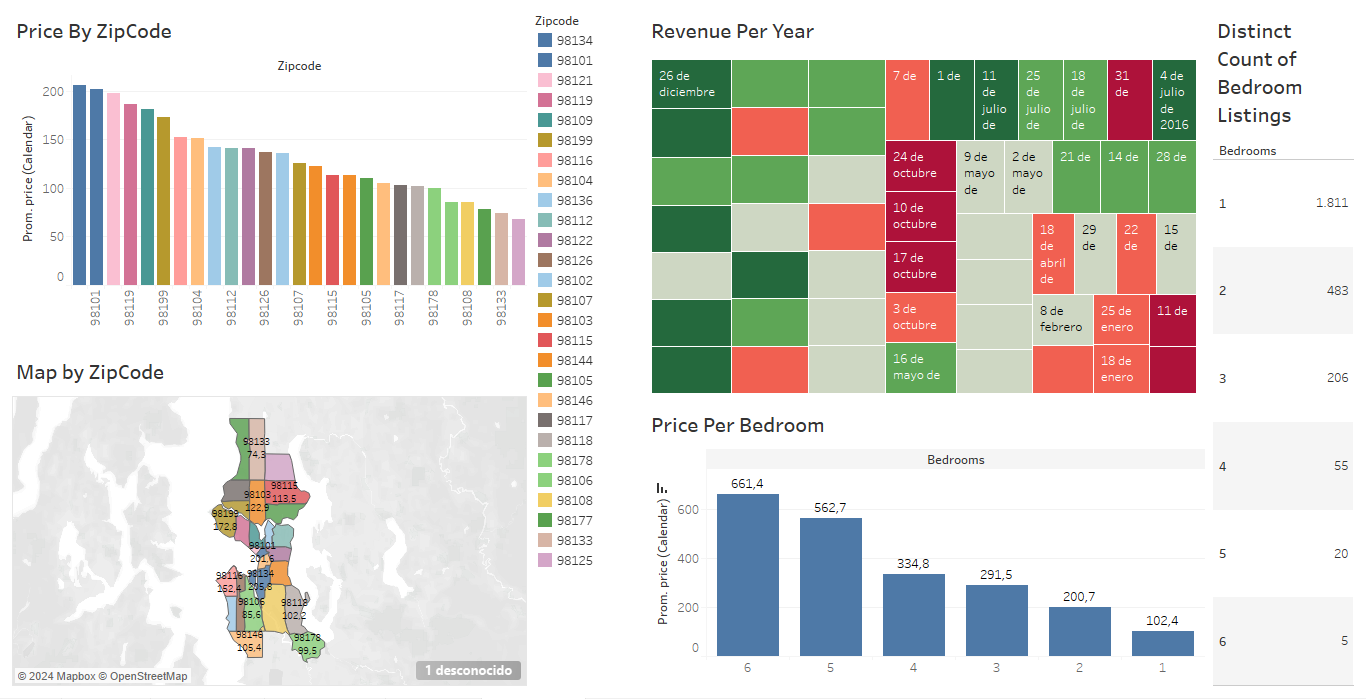 Price By ZipCode
Zipcode
Prom. price (Calendar)
200
150
100
50
0
98101
98119
98199
98104
98112
98126
98107
98115
98106
98117
98178
98108
98133
Zipcode
98134
98101
98121
98119
98109
98199
98116
98104
98136
98112
98122
98126
98102
98107
98103
98115
98144
98105
98146
98117
98118
98178
98106
98108
98177
98133
98125
Map by ZipCode
98133
74,3
98115
113,5
98103
122,9
98199
172,8
98101
201,6
98116
152,4
98134
205,8
98106
85,6
98118
102,2
98146
105,4
98178
99,5
© 2024 Mapbox © OpenStreetMap
1 desconocido
Revenue Per Year
26 de
diciembre
7 de
1 de
11
de
julio
de
25
de
julio
de
18
de
julio
de
31
de
4 de
julio
de
2016
24 de
octubre
9 de
mayo
de
2 de
mayo
de
21 de
14 de
28 de
10 de
octubre
17 de
octubre
18
de
abril
de
29
de
22
de
15
de
3 de
octubre
8 de
febrero
25 de
enero
11 de
16 de
mayo de
18 de
enero
Price Per Bedroom
Bedrooms
Prom. price (Calendar)
600
400
200
0
661,4
562,7
334,8
291,5
200,7
102,4
6
5
4
3
2
1
Distinct
Count of
Bedroom
Listings
Bedrooms
1 1.811
2 483
3 206
4 55
5 20
6 5